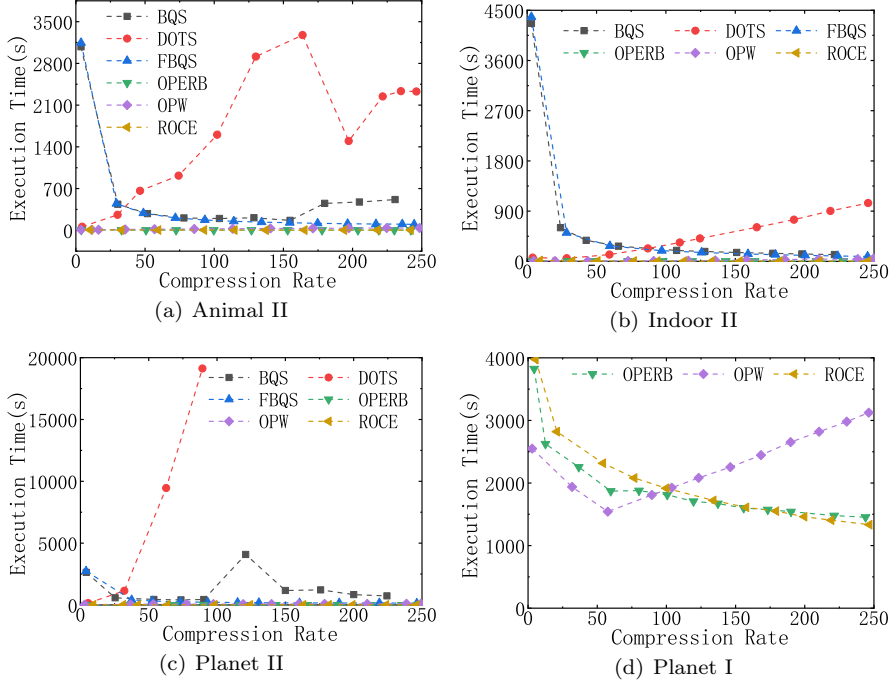 3500
2800
2100
1400
700
0
Execution Time(s)
BQS
DOTS
FBQS
OPERB
OPW
ROCE
0 50 100 150 200 250
Compression Rate
(a) Animal II
4500
3600
2700
1800
900
0
Execution Time(s)
BQS DOTS FBQS
OPERB OPW ROCE
0 50 100 150 200 250
Compression Rate
(b) Indoor II
20000
15000
10000
5000
0
Execution Time(s)
BQS DOTS
FBQS OPERB
OPW ROCE
0 50 100 150 200 250
Compression Rate
(c) Planet II
4000
3000
2000
1000
0
Execution Time(s)
OPERB OPW ROCE
0 50 100 150 200 250
Compression Rate
(d) Planet I